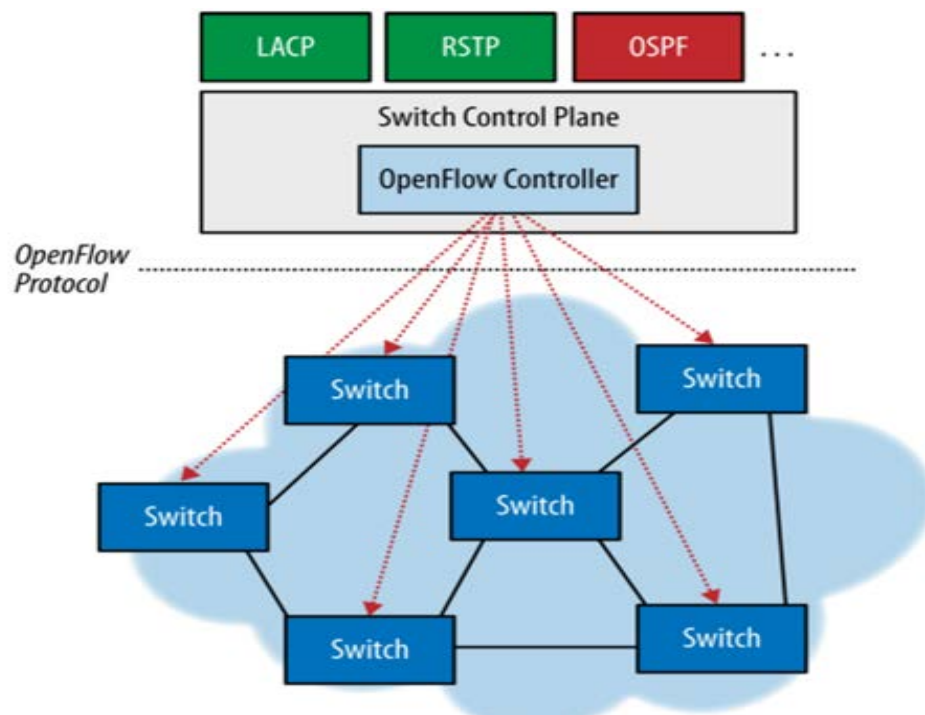 LACP
RSTP
OSPF
...
Switch Control Plane
OpenFlow Controller
OpenFlow
Protocol
Switch
Switch
Switch
Switch
Switch
Switch